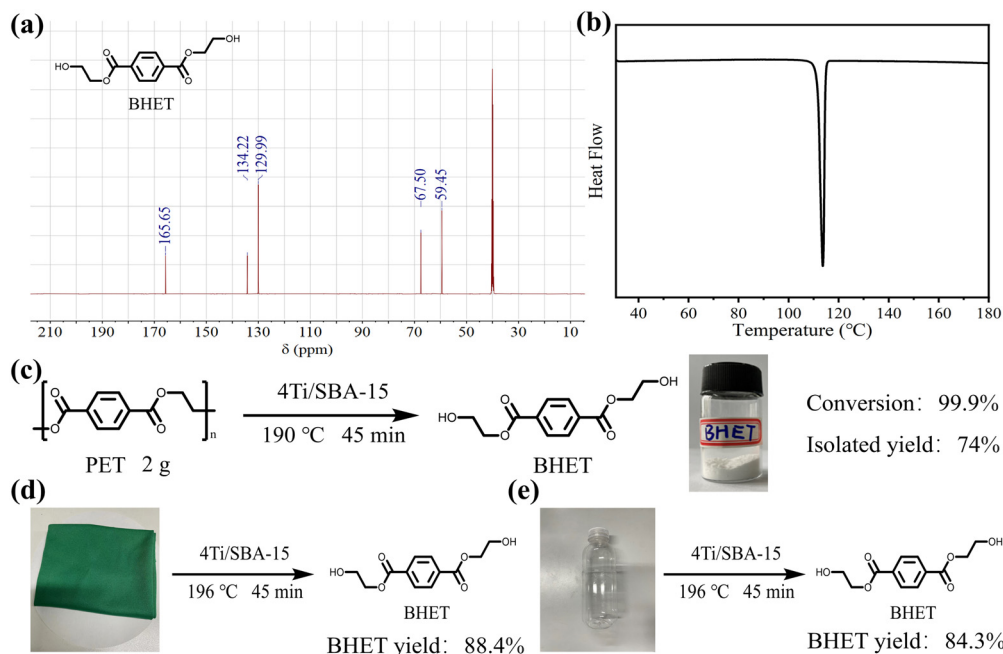 (a)
OH
O
O
HO
O
O
BHET
165.65
134.22
129.99
67.50
59.45
210 190 170 150 130 110 90 70 50 30 10
δ (ppm)
(b)
Heat Flow
40 60 80 100 120 140 160 180
Temperature (°C)
(c)
O
O
O
O
n
PET 2 g
4Ti/SBA-15
190 °C 45 min
OH
HO
O
O
O
O
BHET
BHET
Conversion: 99.9%
Isolated yield: 74%
(d)
4Ti/SBA-15
196 °C 45 min
OH
HO
O
O
O
O
BHET
BHET yield: 88.4%
(e)
4Ti/SBA-15
196 °C 45 min
OH
HO
O
O
O
O
BHET
BHET yield: 84.3%